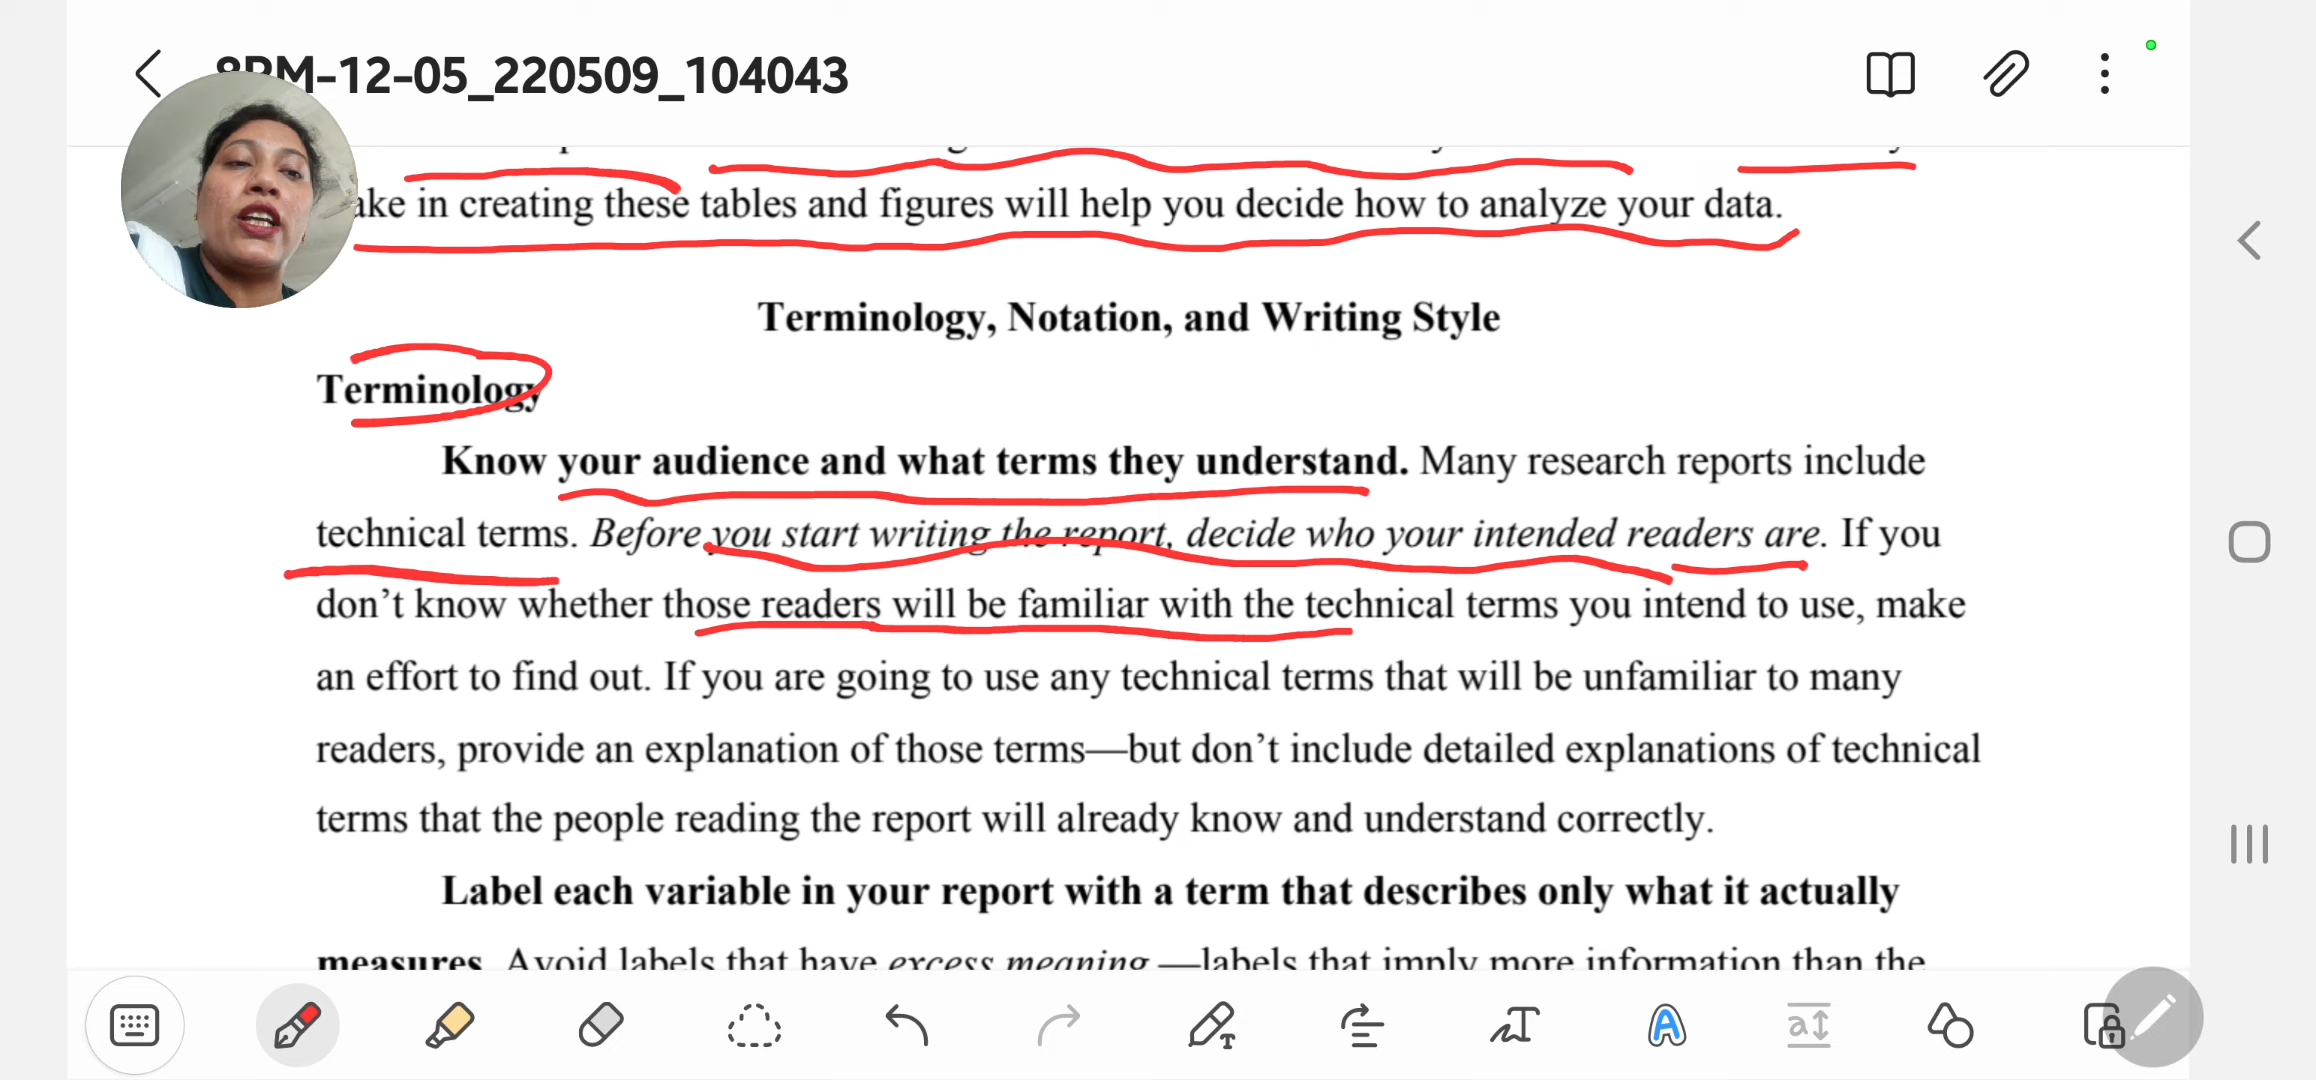 8PM-12-05_220509_104043
in creating these tables and figures will help you decide how to analyze your data.
Terminology, Notation, and Writing Style
Terminology
Know your audience and what terms they understand. Many research reports include
technical terms. Before you start writing the report, decide who your intended readers are. If you
don’t know whether those readers will be familiar with the technical terms you intend to use, make
an effort to find out. If you are going to use any technical terms that will be unfamiliar to many
readers, provide an explanation of those terms—but don’t include detailed explanations of technical
terms that the people reading the report will already know and understand correctly.
Label each variable in your report with a term that describes only what it actually
measures. Avoid labels that have excess meaning —labels that imply more information than the